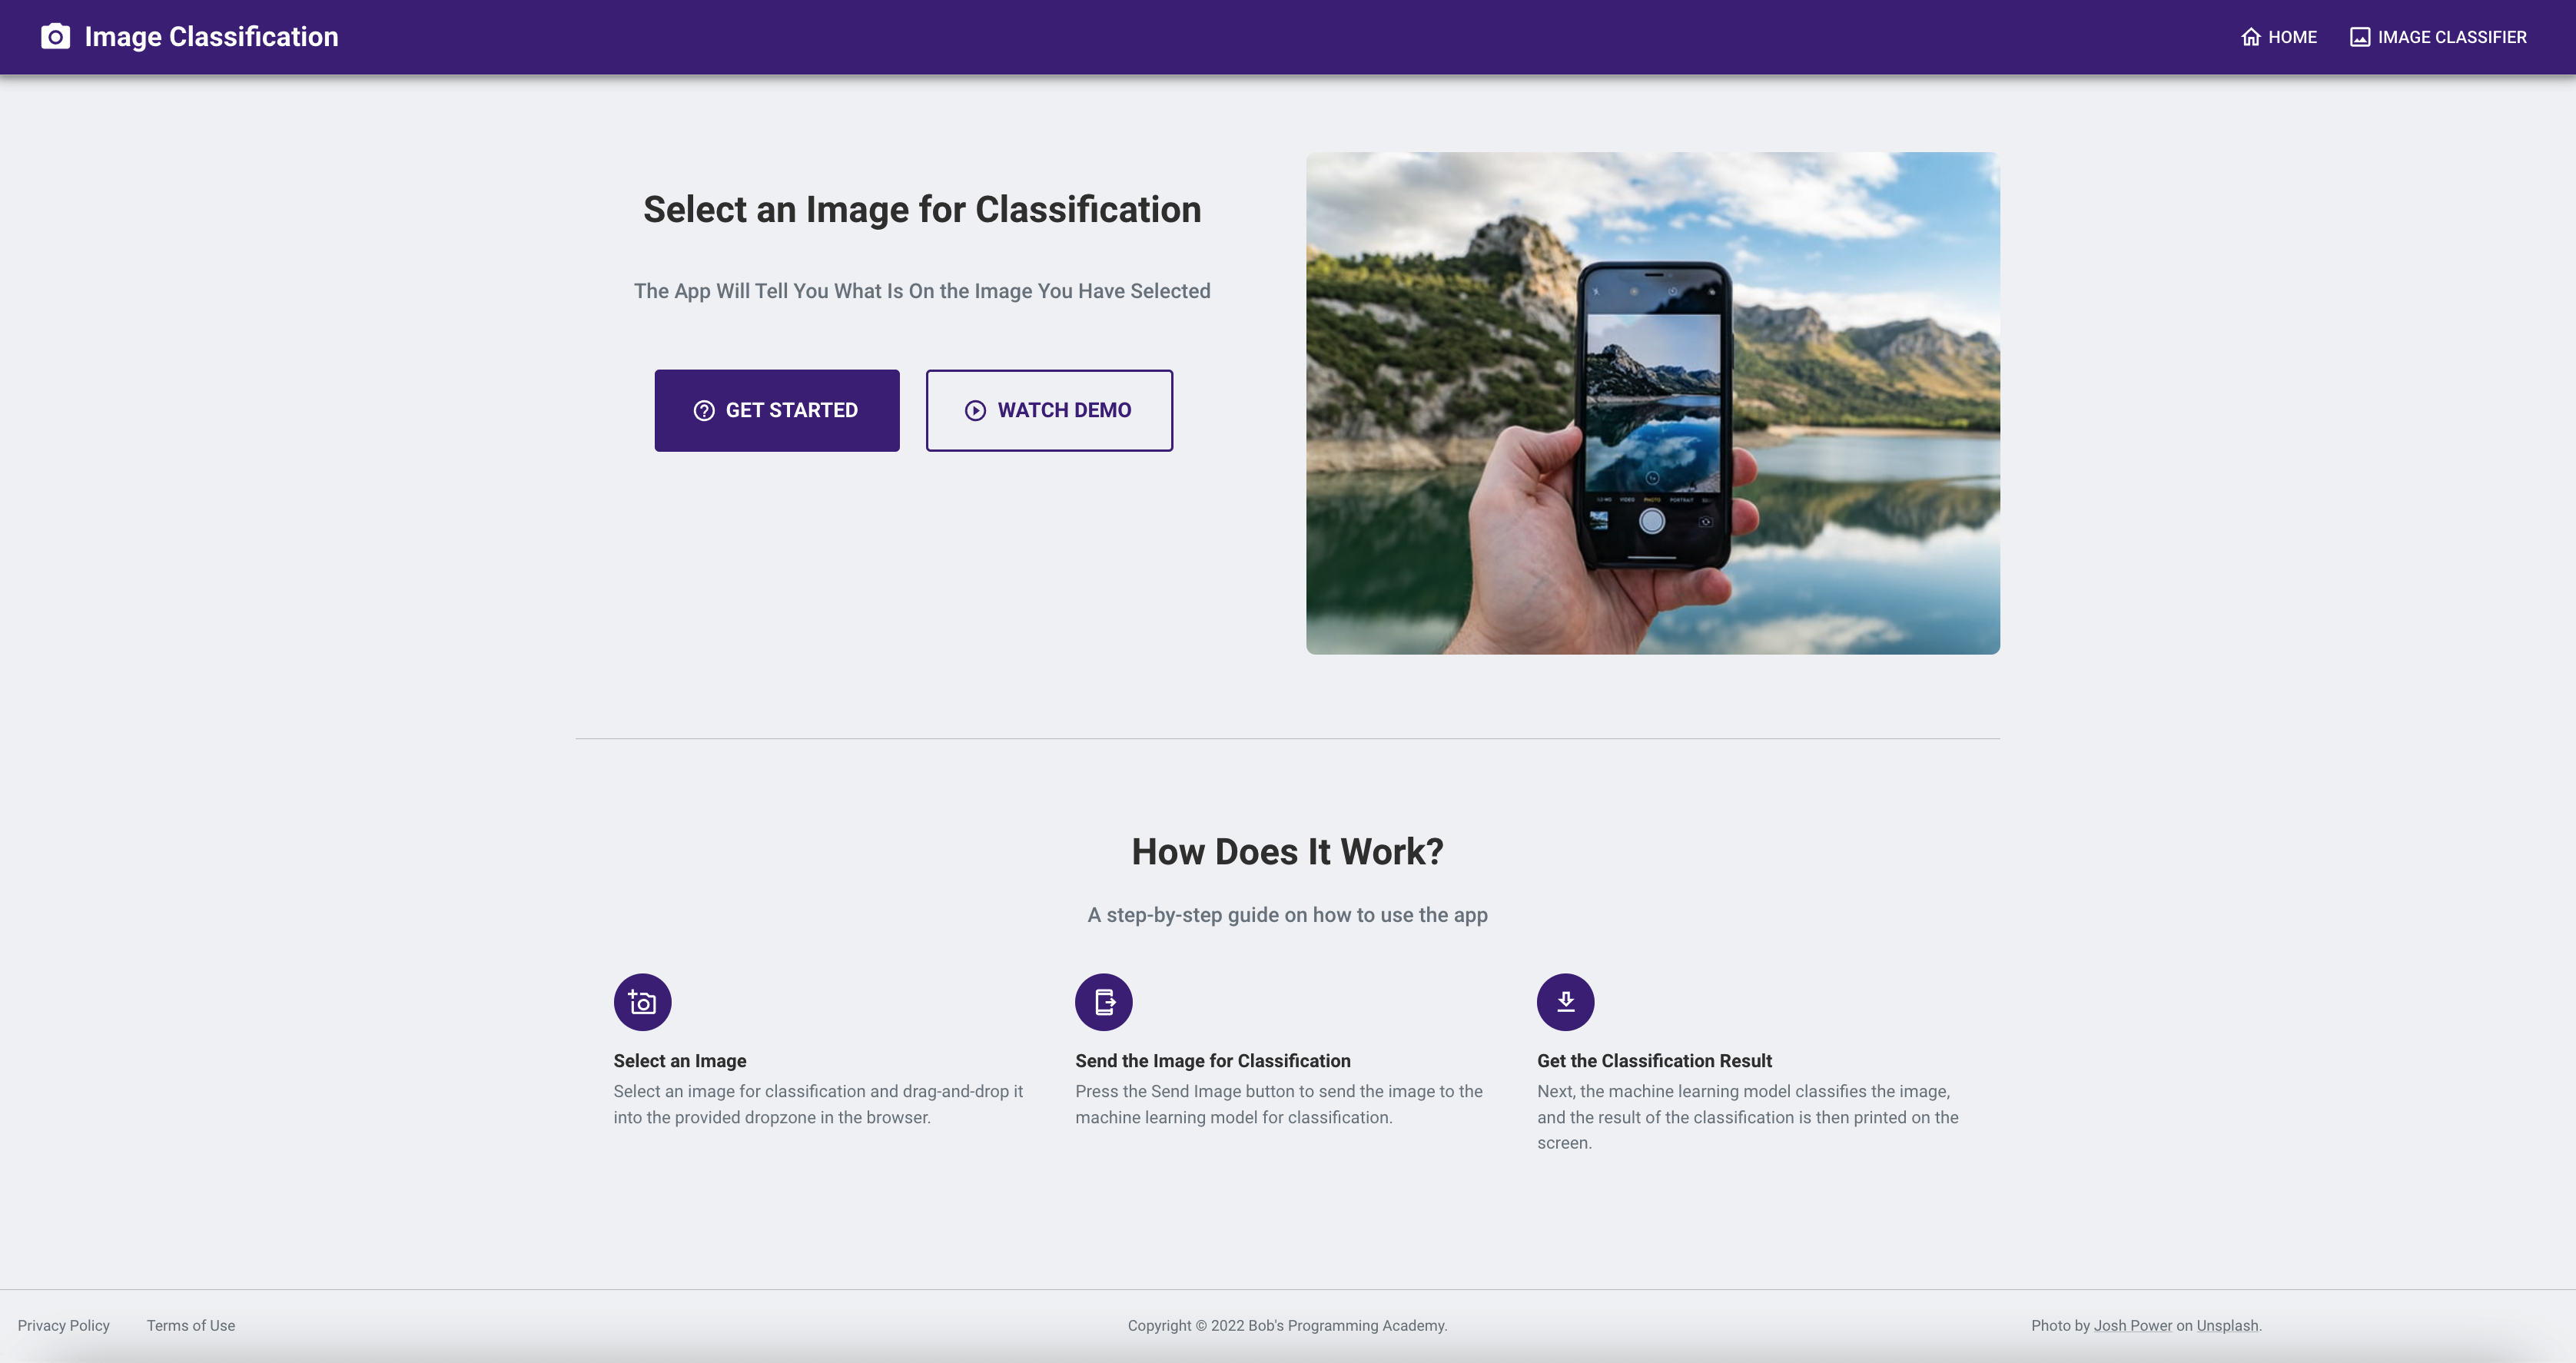 Image Classification
HOME
IMAGE CLASSIFIER
Select an Image for Classification
The App Will Tell You What Is On the Image You Have Selected
GET STARTED
WATCH DEMO
VIDEO PHOTO PORTRAIT
How Does It Work?
A step-by-step guide on how to use the app
Select an Image
Select an image for classification and drag-and-drop it
into the provided dropzone in the browser.
Send the Image for Classification
Press the Send Image button to send the image to the
machine learning model for classification.
Get the Classification Result
Next, the machine learning model classifies the image,
and the result of the classification is then printed on the
screen.
Privacy Policy
Terms of Use
Copyright © 2022 Bob's Programming Academy.
Photo by Josh Power on Unsplash.